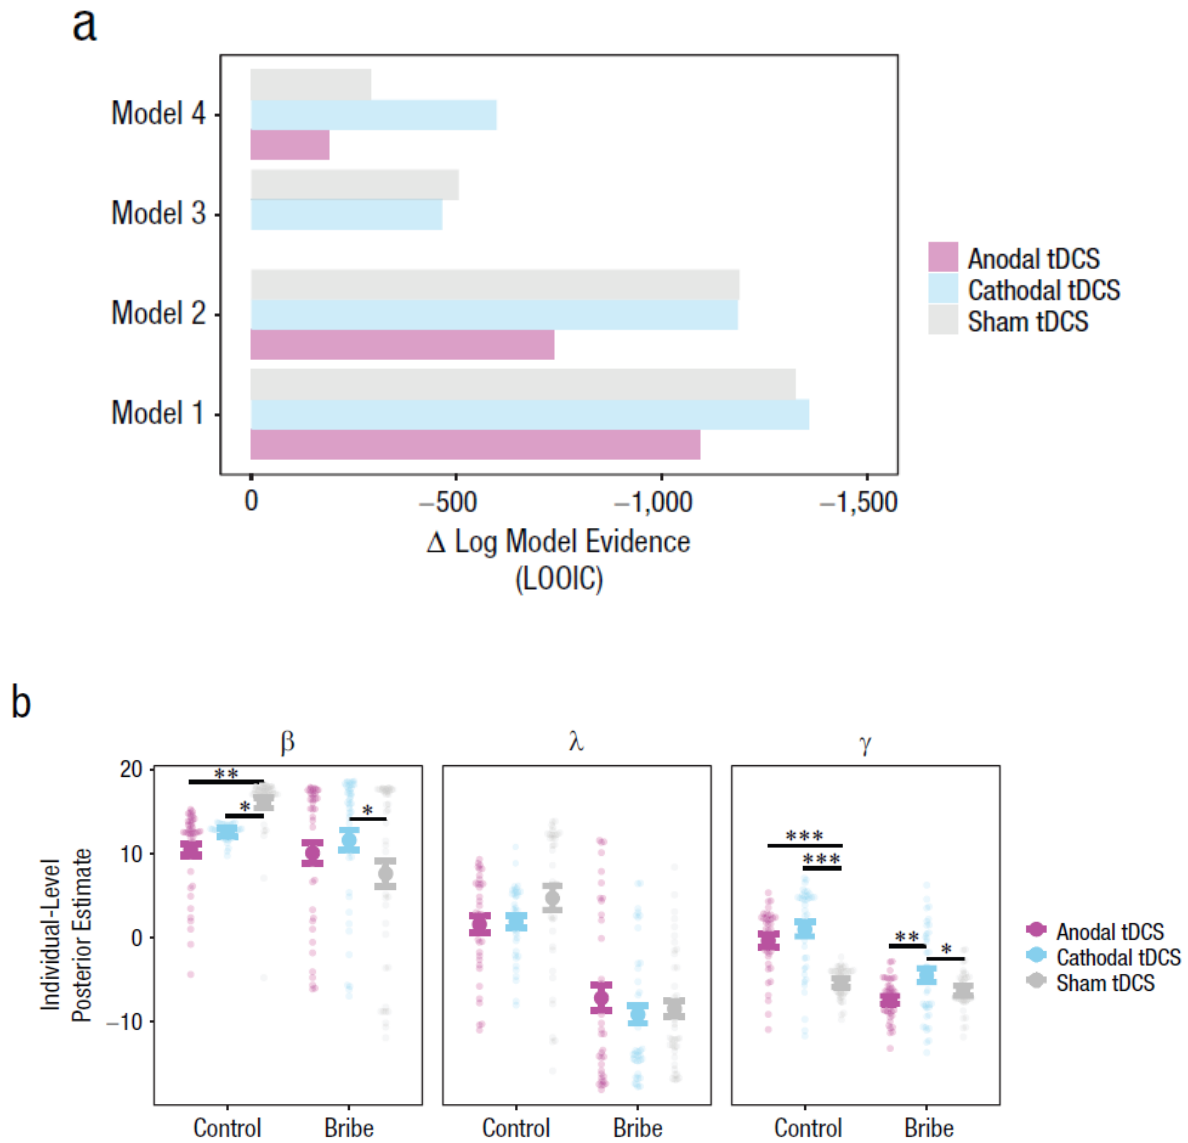 a
Model 4
Model 3
Model 2
Model 1
0
−500
−1,000
−1,500
Δ Log Model Evidence
(LOOIC)
Anodal tDCS
Cathodal tDCS
Sham tDCS
b
β
λ
γ
Individual-Level
Posterior Estimate
20
10
0
−10
**
*
*
***
***
**
*
Control
Bribe
Control
Bribe
Control
Bribe
Anodal tDCS
Cathodal tDCS
Sham tDCS